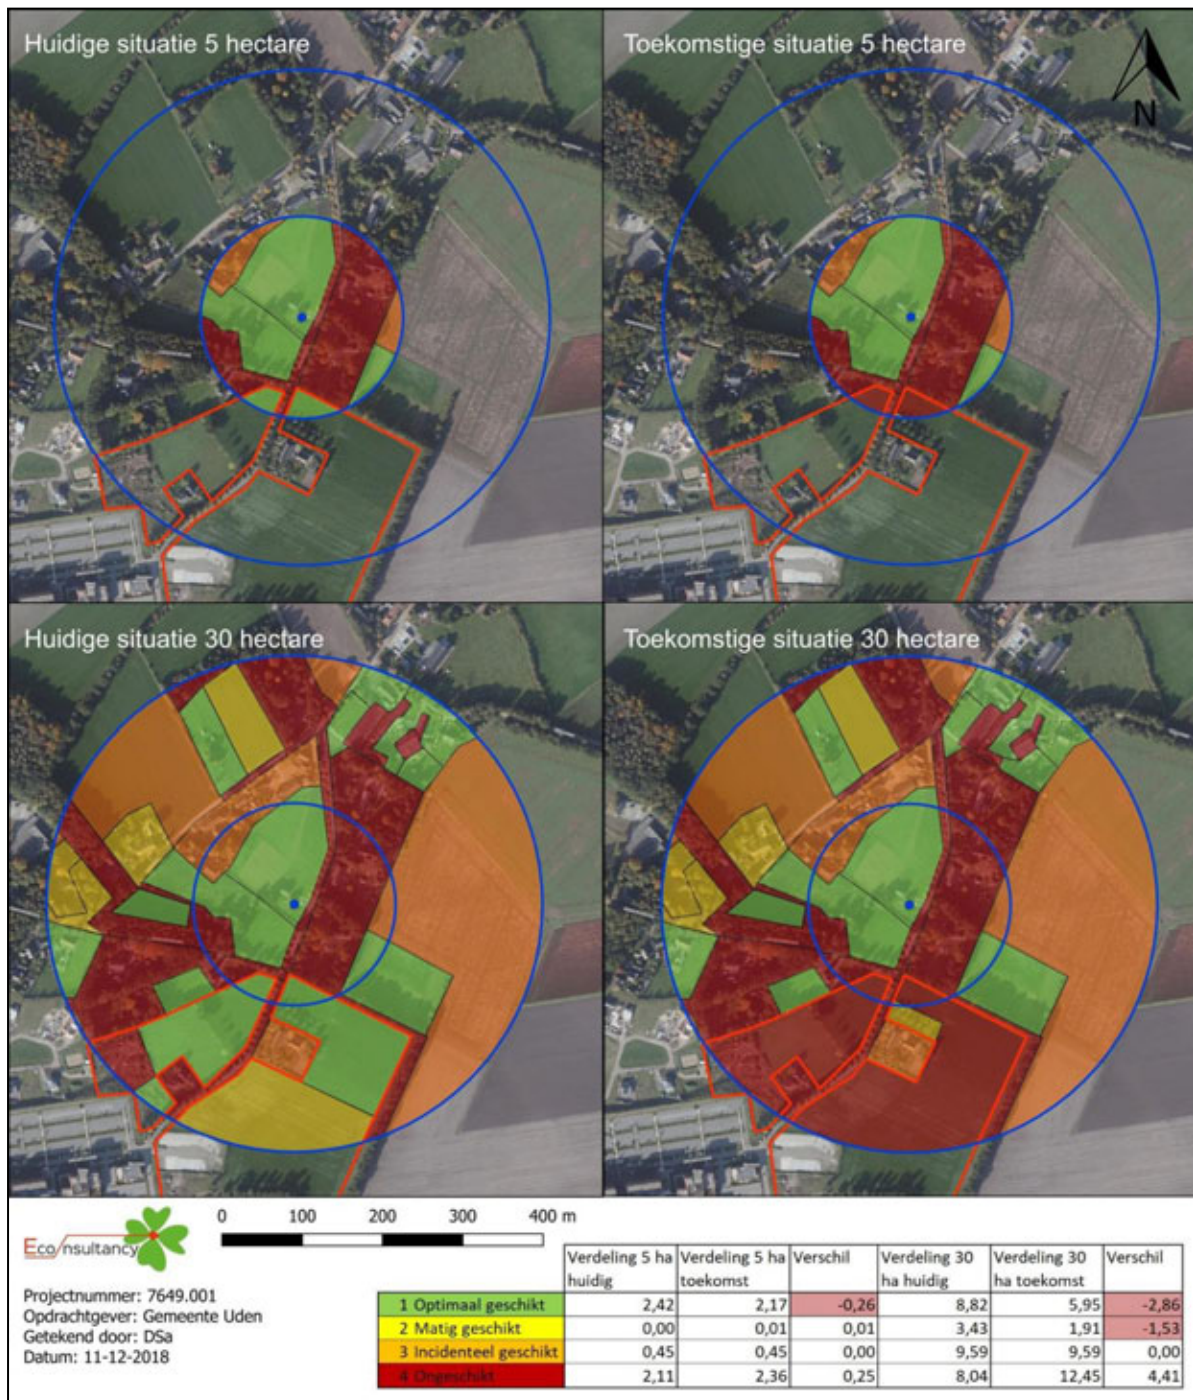 Huidige situatie 5 hectare
Toekomstige situatie 5 hectare
N
Huidige situatie 30 hectare
Toekomstige situatie 30 hectare
Econsultancy
0 100 200 300 400 m
Projectnummer: 7649.001
Opdrachtgever: Gemeente Uden
Getekend door: DSa
Datum: 11-12-2018
Verdeling 5 ha huidig Verdeling 5 ha toekomst Verschil Verdeling 30 ha huidig Verdeling 30 ha toekomst Verschil
1 Optimaal geschikt 2,42 2,17 -0,26 8,82 5,95 -2,86
2 Matig geschikt 0,00 0,01 0,01 3,43 1,91 -1,53
3 Incidenteel geschikt 0,45 0,45 0,00 9,59 9,59 0,00
4 Ongeschikt 2,11 2,36 0,25 8,04 12,45 4,41